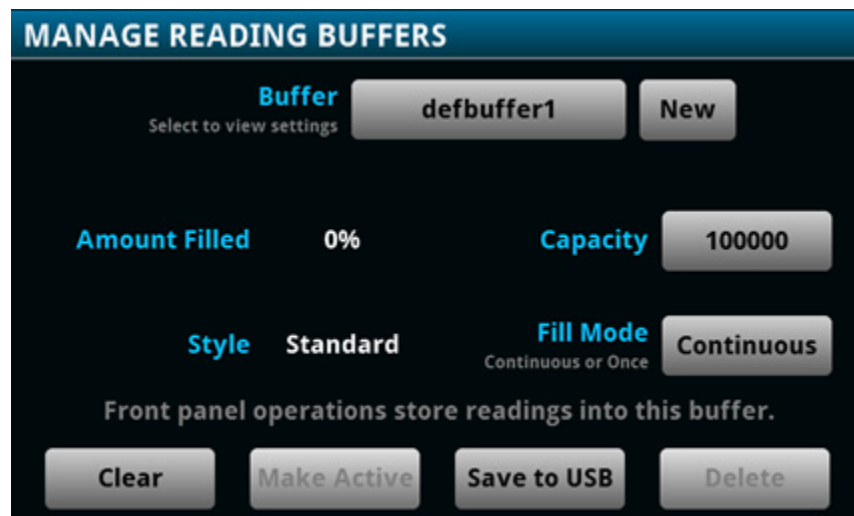 MANAGE READING BUFFERS
Buffer
Select to view settings
defbuffer1
New
Amount Filled
0%
Capacity
100000
Style
Standard
Fill Mode
Continuous or Once
Continuous
Front panel operations store readings into this buffer.
Clear
Make Active
Save to USB
Delete